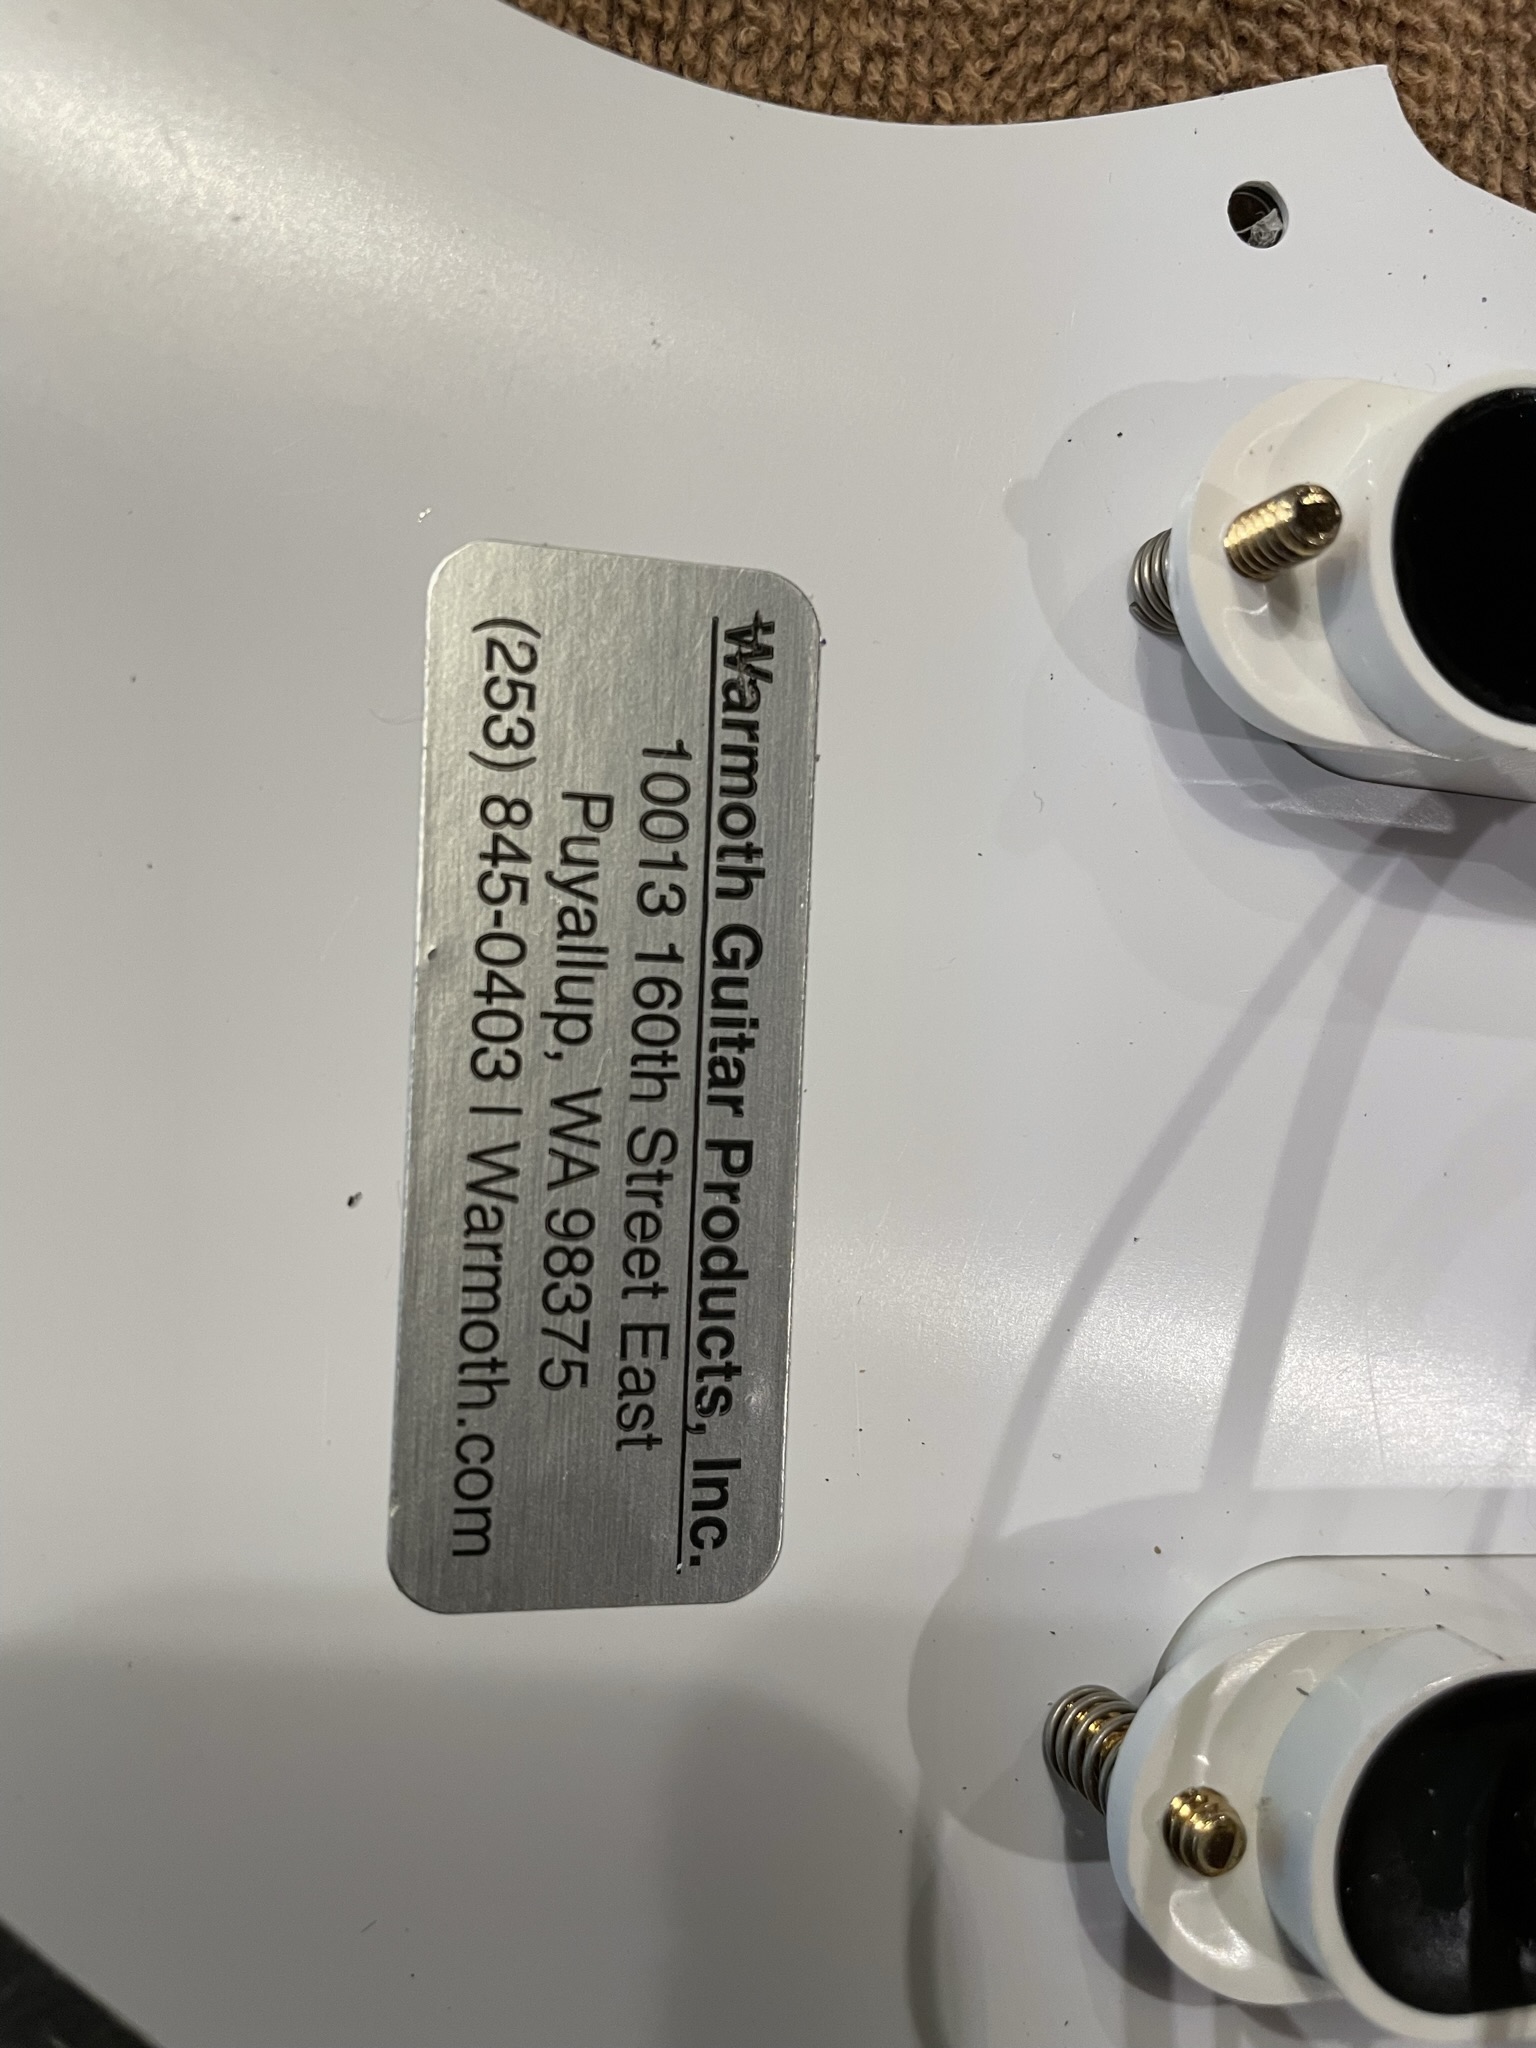 Warmoth Guitar Products, Inc.
10013 160th Street East
Puyallup, WA 98375
(253) 845-0403 | Warmoth.com